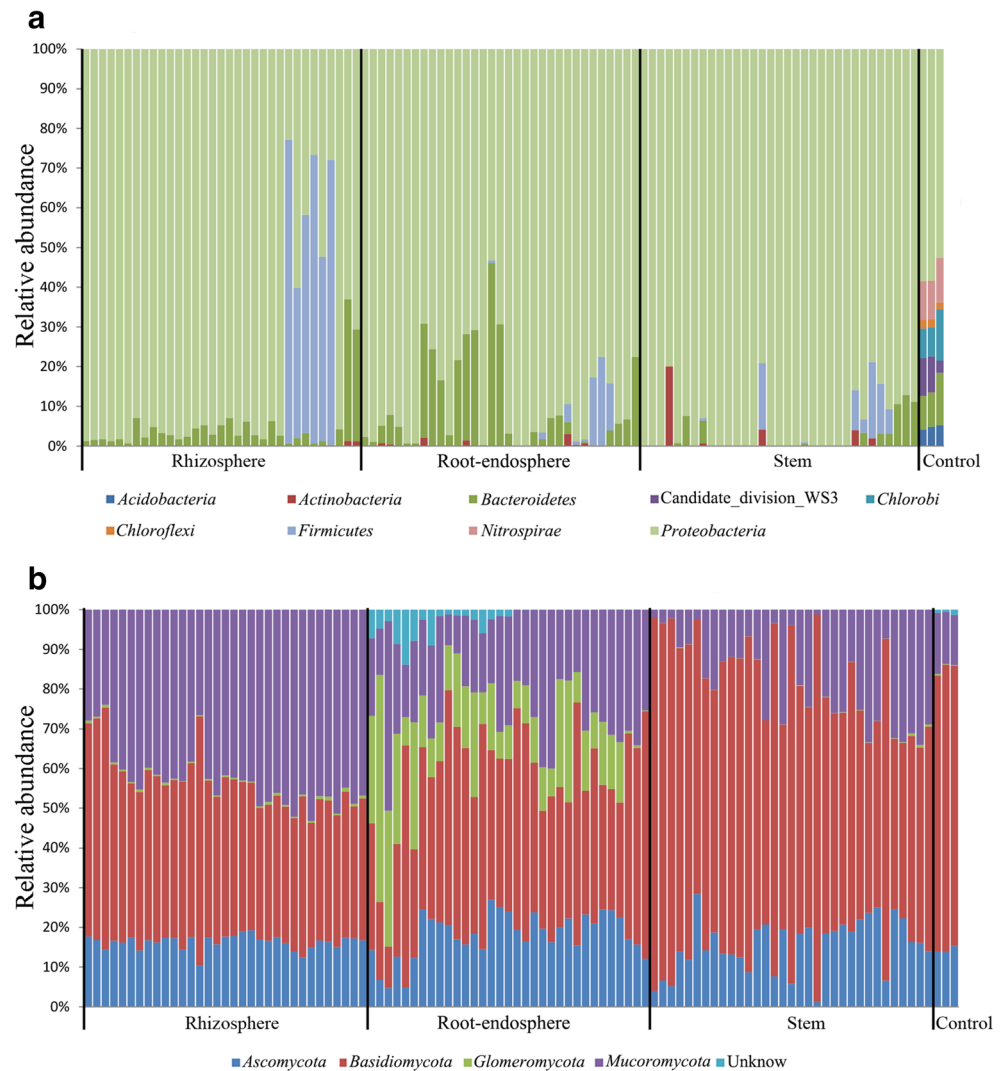 a
100%
90%
80%
70%
60%
50%
40%
30%
20%
10%
0%
Relative abundance
Rhizosphere Root-endosphere Stem Control
Acidobacteria Actinobacteria Bacteroidetes Candidate_division_WS3 Chlorobi
Chloroflexi Firmicutes Nitrospirae Proteobacteria
b
100%
90%
80%
70%
60%
50%
40%
30%
20%
10%
0%
Relative abundance
Rhizosphere Root-endosphere Stem Control
Ascomycota Basidiomycota Glomeromycota Mucoromycota Unknow